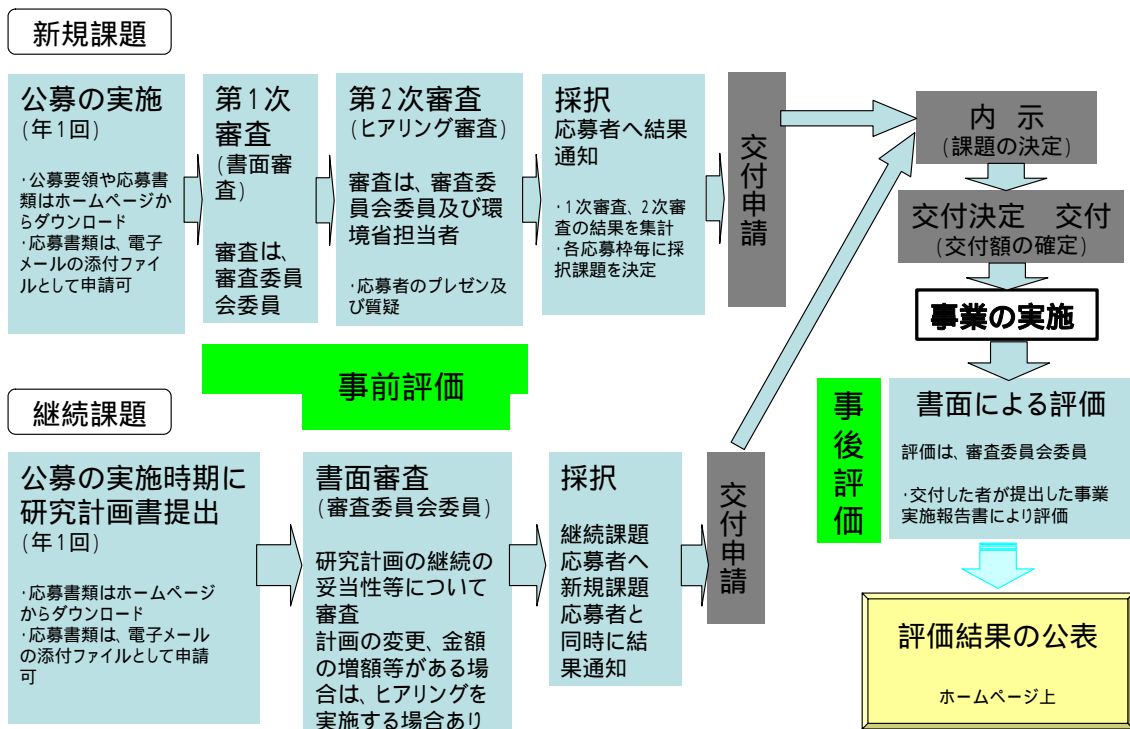 新規課題
公募の実施
(年1回)
・公募要領や応募書
類はホームページか
らダウンロード
・応募書類は、電子
メールの添付ファイ
ルとして申請可
第1次
審査
(書面審
査)
審査は、
審査委員
会委員
第2次審査
(ヒアリング審査)
審査は、審査委
員会委員及び環
境省担当者
・応募者のプレゼン及
び質疑
採択
応募者へ結果
通知
・1次審査、2次審
査の結果を集計
・各応募枠毎に採
択課題を決定
交付申請
内 示
(課題の決定)
交付決定 交付
(交付額の確定)
事業の実施
事前評価
事後評価
書面による評価
評価は、審査委員会委員
・交付した者が提出した事業
実施報告書により評価
評価結果の公表
ホームページ上
継続課題
公募の実施時期に
研究計画書提出
(年1回)
・応募書類はホームページ
からダウンロード
・応募書類は、電子メール
の添付ファイルとして申請
可
書面審査
(審査委員会委員)
研究計画の継続の
妥当性等について
審査
計画の変更、金額
の増額等がある場
合は、ヒアリングを
実施する場合あり
採択
継続課題
応募者へ
新規課題
応募者と
同時に結
果通知
交付申請